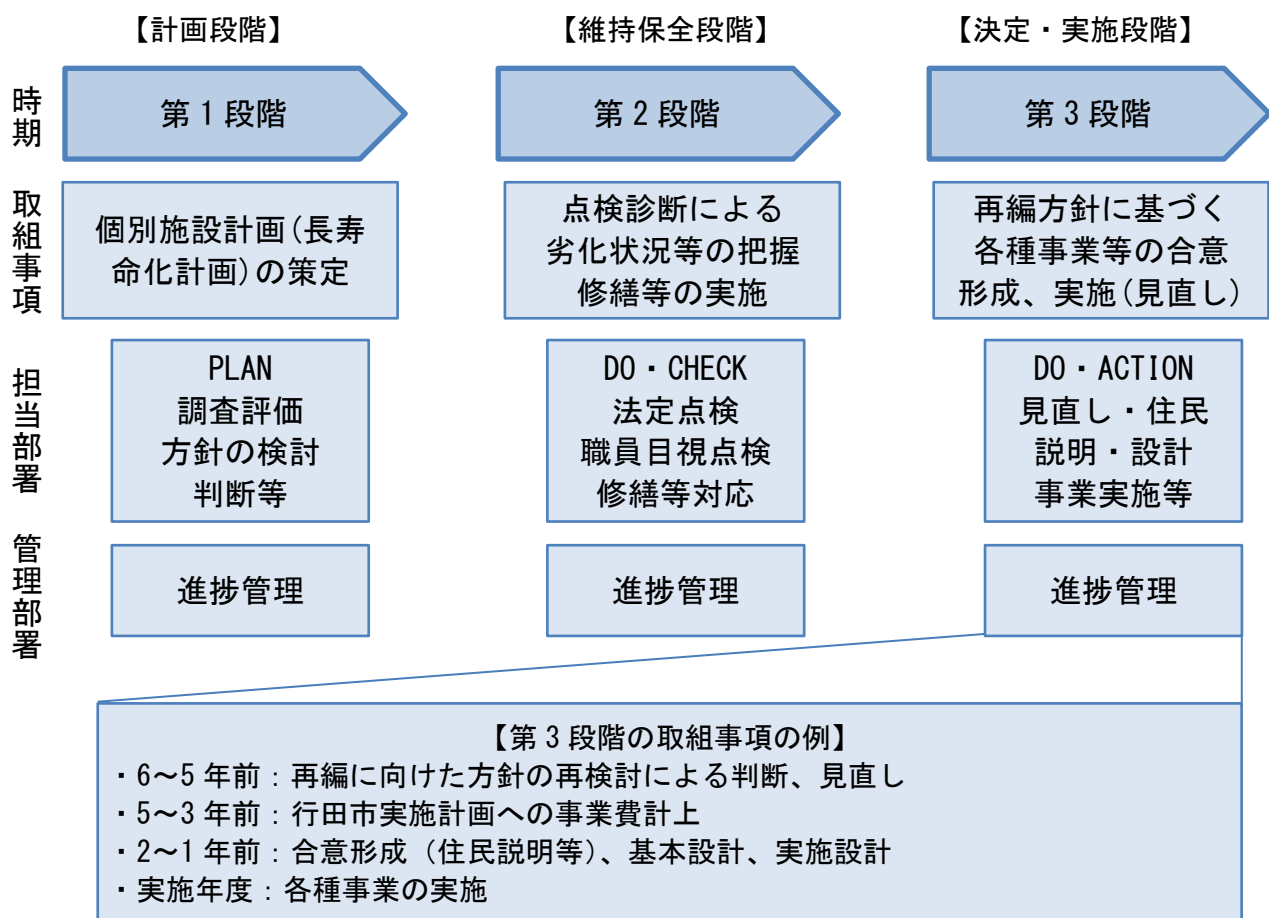 【計画段階】
【維持保全段階】
【決定・実施段階】
時期
第1段階
第2段階
第3段階
取組事項
個別施設計画(長寿
命化計画)の策定
点検診断による
劣化状況等の把握
修繕等の実施
再編方針に基づく
各種事業等の合意
形成、実施(見直し)
担当部署
PLAN
調査評価
方針の検討
判断等
DO・CHECK
法定点検
職員目視点検
修繕等対応
DO・ACTION
見直し・住民
説明・設計
事業実施等
管理部署
進捗管理
進捗管理
進捗管理
【第3段階の取組事項の例】
・6～5年前：再編に向けた方針の再検討による判断、見直し
・5～3年前：行田市実施計画への事業費計上
・2～1年前：合意形成（住民説明等）、基本設計、実施設計
・実施年度：各種事業の実施